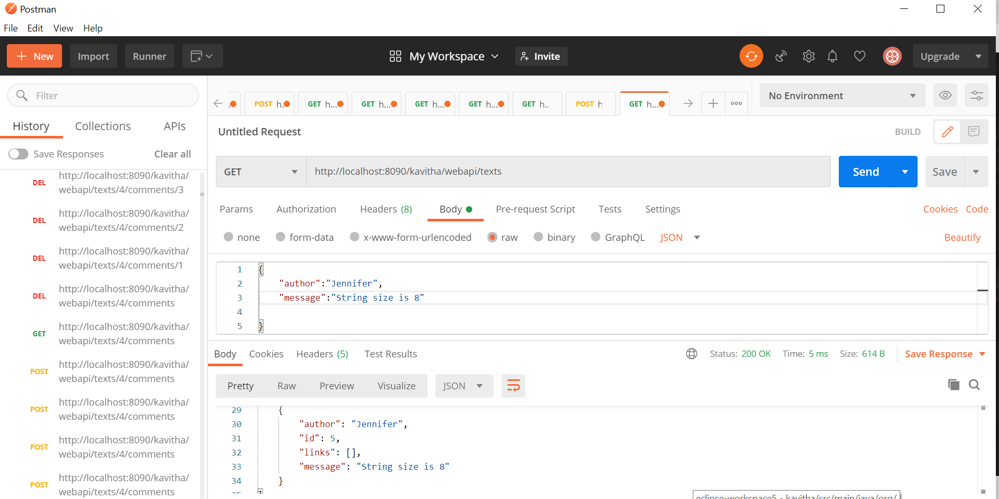 Postman
File Edit View Help
New Import Runner My Workspace Invite Upgrade
Filter
History Collections APIs
Save Responses Clear all
DEL http://localhost:8090/kavitha/
webapi/texts/4/comments/3
DEL http://localhost:8090/kavitha/
webapi/texts/4/comments/2
DEL http://localhost:8090/kavitha/
webapi/texts/4/comments/1
DEL http://localhost:8090/kavitha/
webapi/texts/4/comments
GET http://localhost:8090/kavitha/
webapi/texts/4/comments
POST http://localhost:8090/kavitha/
webapi/texts/4/comments
POST http://localhost:8090/kavitha/
webapi/texts/4/comments
POST http://localhost:8090/kavitha/
webapi/texts/4/comments
POST http://localhost:8090/kavitha/
webapi/texts/4/comments
POST h. GET h... GET h... GET h... GET h... GET h.. POST h GET h... No Environment
Untitled Request BUILD
GET http://localhost:8090/kavitha/webapi/texts Send Save
Params Authorization Headers (8) Body Pre-request Script Tests Settings Cookies Code
none form-data x-www-form-urlencoded raw binary GraphQL JSON Beautify
1 {
2 "author":"Jennifer",
3 "message":"String size is 8"
4
5 }
Body Cookies Headers (5) Test Results Status: 200 OK Time: 5 ms Size: 614 B Save Response
Pretty Raw Preview Visualize JSON
29 {
30 "author": "Jennifer",
31 "id": 5,
32 "links": [],
33 "message": "String size is 8"
34 }
35 ]
eclipse-workspace5 - kavitha/src/main/java/org/